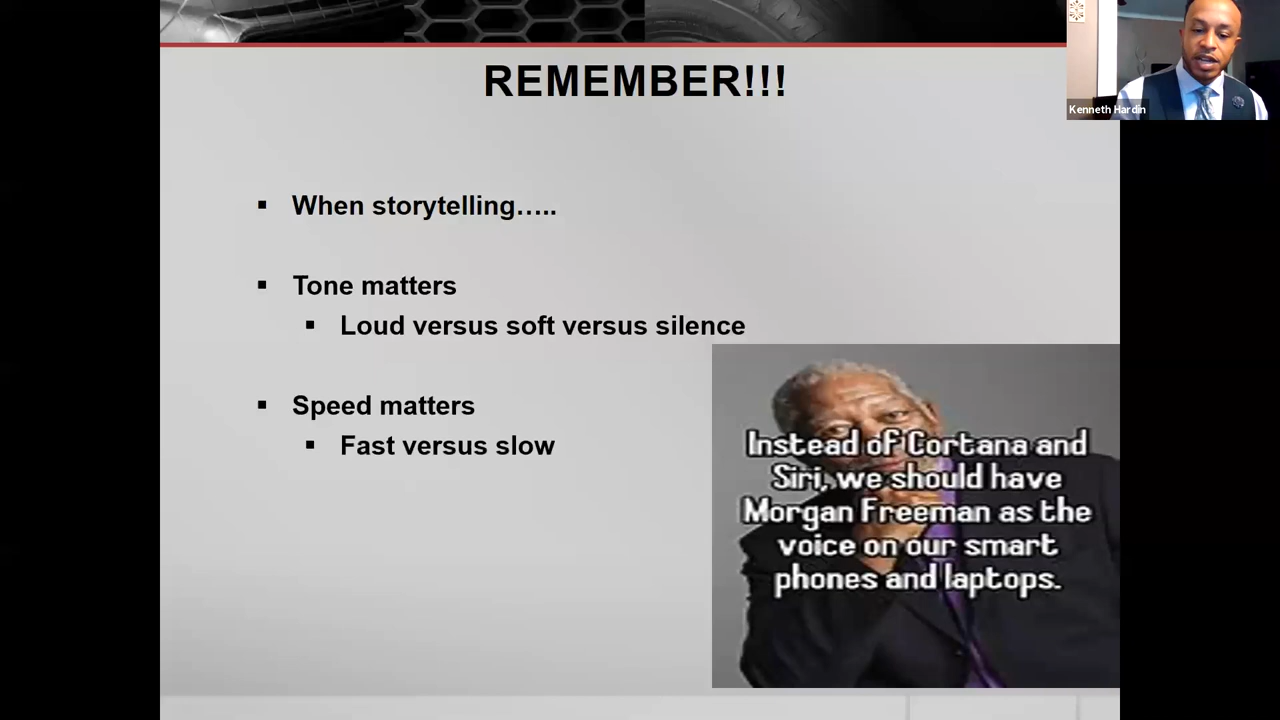 REMEMBER!!!
Kenneth Hardin
When storytelling…..
Tone matters
Loud versus soft versus silence
Speed matters
Fast versus slow
Instead of Cortana and
Siri, we should have
Morgan Freeman as the
voice on our smart
phones and laptops.